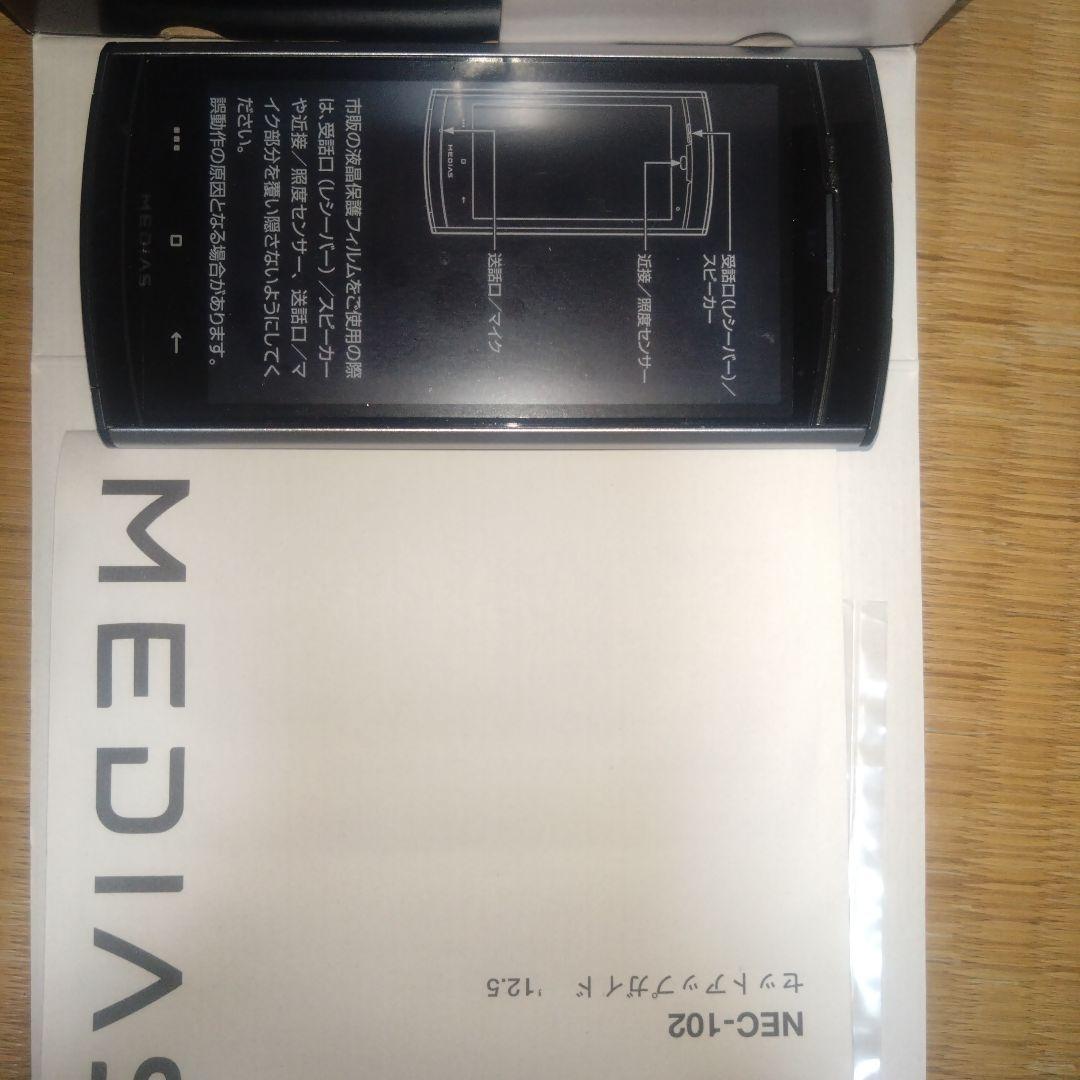 受話口(レシーバー)/
スピーカー
近接/照度センサー
送話口/マイク
MEDIAS
市販の液晶保護フィルムをご使用の際
は、受話口(レシーバー)/スピーカー
や近接/照度センサー、送話口/マ
イク部分を覆い隠さないようにしてく
ださい。
誤動作の原因となる場合があります。
MEDIAS
MEDIAS
NEC-102
セットアップガイド '12.5